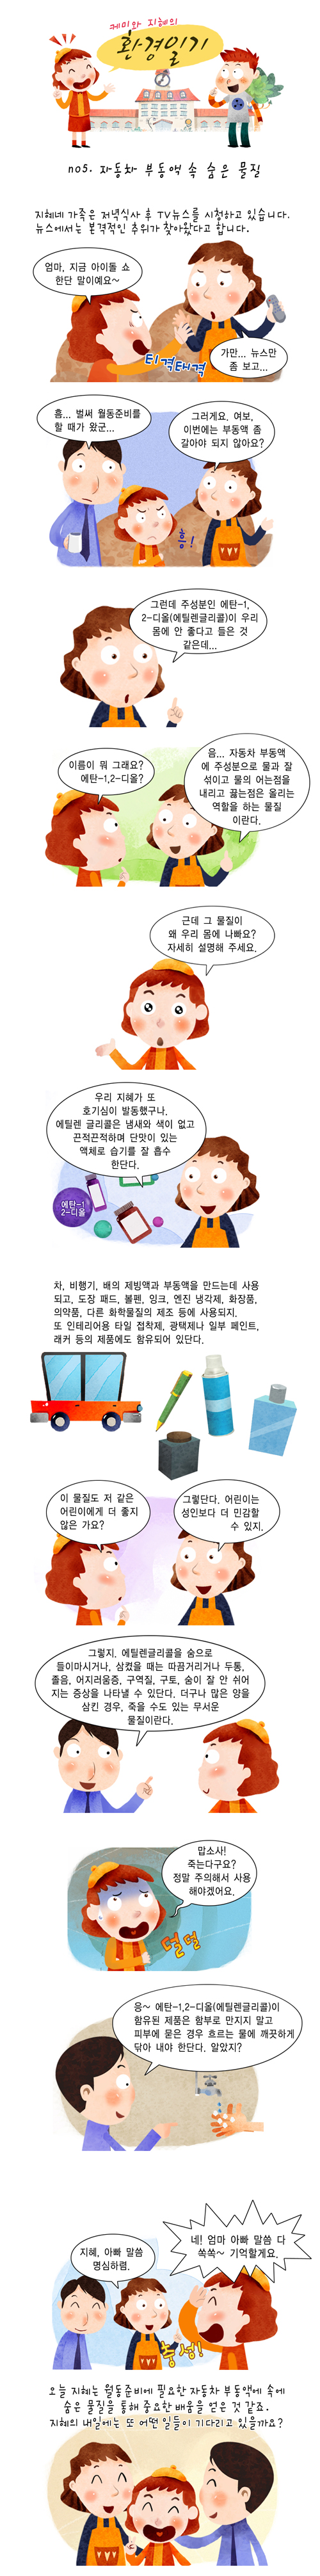 케미와 지혜의
환경일기
no5. 자동차 부동액 속 숨은 물질
지혜네 가족은 저녁식사 후 TV뉴스를 시청하고 있습니다.
뉴스에서는 본격적인 추위가 찾아왔다고 합니다.
엄마, 지금 아이돌 쇼
한단 말이예요~
티격태격
가만... 뉴스만
좀 보고...
흠... 벌써 월동준비를
할 때가 왔군...
그러게요. 여보,
이번에는 부동액 좀
갈아야 되지 않아요?
흥!
그런데 주성분인 에탄-1,
2-디올(에틸렌글리콜)이 우리
몸에 안 좋다고 들은 것
같은데...
이름이 뭐 그래요?
에탄-1,2-디올?
음... 자동차 부동액
에 주성분으로 물과 잘
섞이고 물의 어는점을
내리고 끓는점은 올리는
역할을 하는 물질
이란다.
근데 그 물질이
왜 우리 몸에 나빠요?
자세히 설명해 주세요.
우리 지혜가 또
호기심이 발동했구나.
에틸렌 글리콜은 냄새와 색이 없고
끈적끈적하며 단맛이 있는
액체로 습기를 잘 흡수
한단다.
에탄-1
2-디올
차, 비행기, 배의 제빙액과 부동액을 만드는데 사용
되고, 도장 패드, 볼펜, 잉크, 엔진 냉각제, 화장품,
의약품, 다른 화학물질의 제조 등에 사용되지.
또 인테리어용 타일 접착제, 광택제나 일부 페인트,
래커 등의 제품에도 함유되어 있단다.
이 물질도 저 같은
어린이에게 더 좋지
않은 가요?
그렇단다. 어린이는
성인보다 더 민감할
수 있지.
그렇지. 에틸렌글리콜을 숨으로
들이마시거나, 삼켰을 때는 따끔거리거나 두통,
졸음, 어지러움증, 구역질, 구토, 숨이 잘 안 쉬어
지는 증상을 나타낼 수 있단다. 더구나 많은 양을
삼킨 경우, 죽을 수도 있는 무서운
물질이란다.
맙소사!
죽는다구요?
정말 주의해서 사용
해야겠어요.
덜덜
응~ 에탄-1,2-디올(에틸렌글리콜)이
함유된 제품은 함부로 만지지 말고
피부에 묻은 경우 흐르는 물에 깨끗하게
닦아 내야 한단다. 알았지?
지혜, 아빠 말씀
명심하렴.
네! 엄마 아빠 말씀 다
쏙쏙~ 기억할게요.
충성!
오늘 지혜는 월동준비에 필요한 자동차 부동액에 속에
숨은 물질을 통해 중요한 배움을 얻은 것 같죠.
지혜의 내일에는 또 어떤 일들이 기다리고 있을까요?